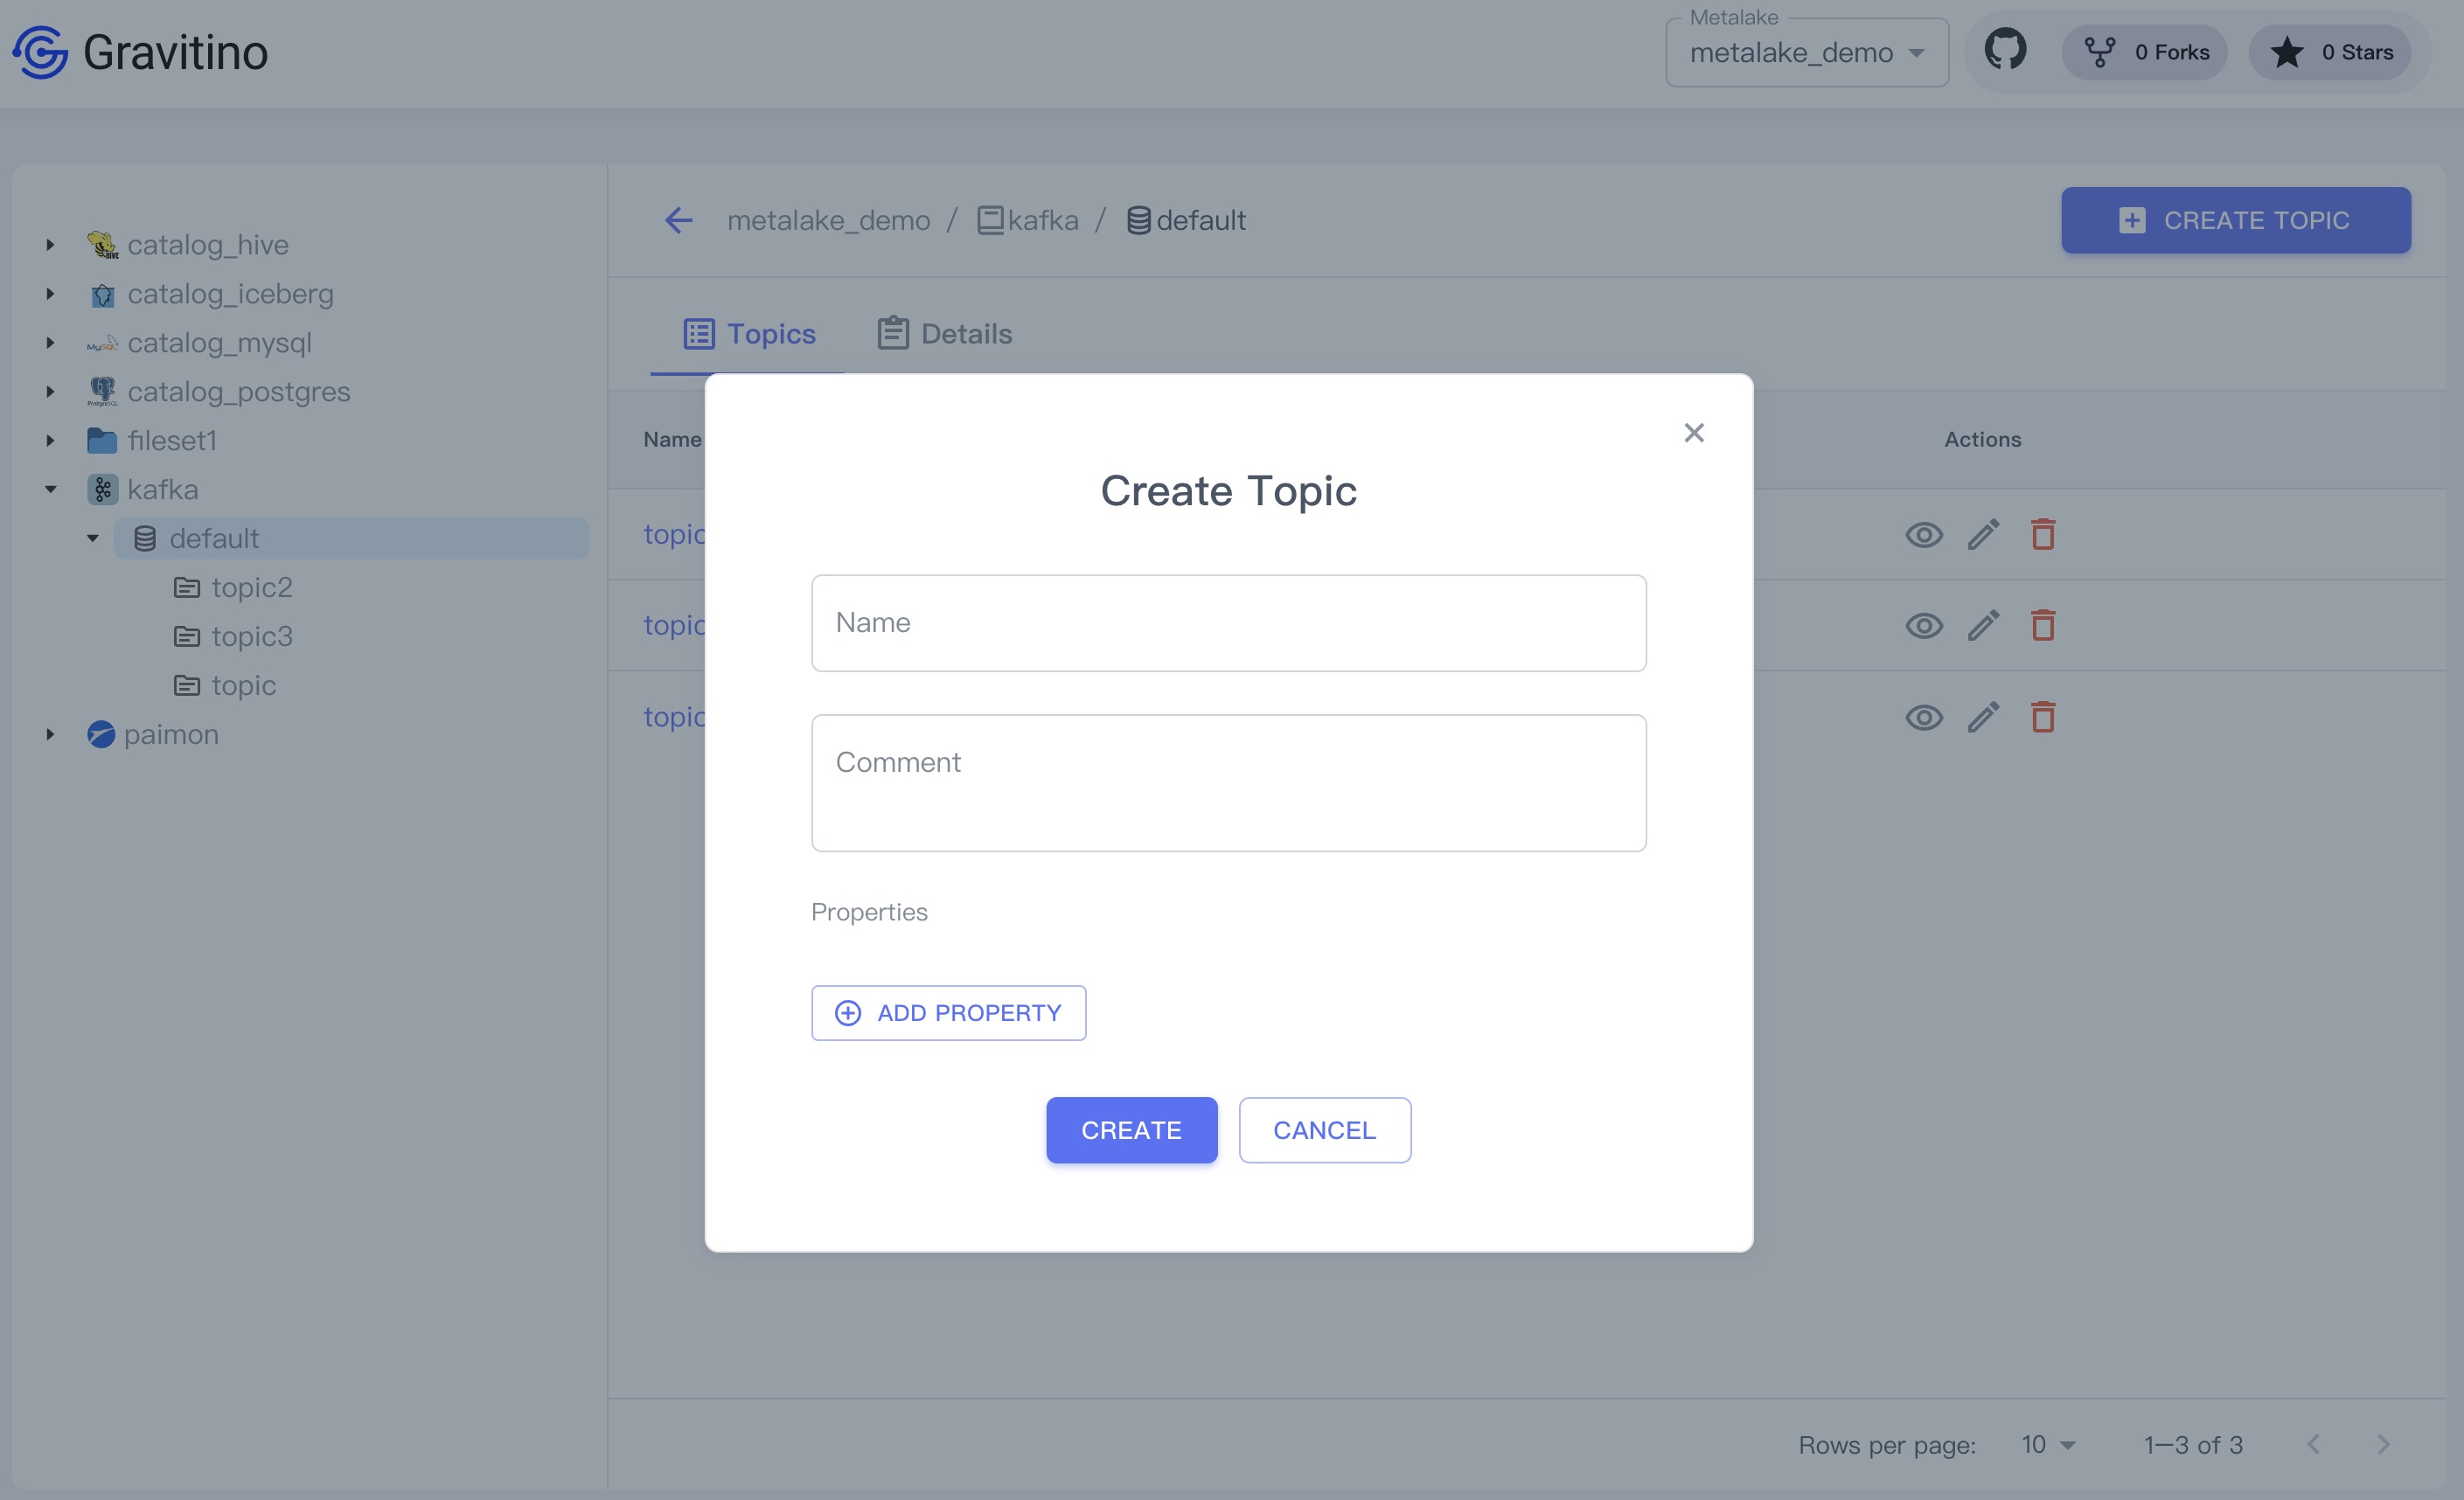 Gravitino
Metalake
metalake_demo
0 Forks
0 Stars
catalog_hive
catalog_iceberg
catalog_mysql
catalog_postgres
fileset1
kafka
default
topic2
topic3
topic
paimon
metalake_demo / kafka / default
CREATE TOPIC
Topics
Details
Name
Actions
topic
topic
topic
Create Topic
Name
Comment
Properties
ADD PROPERTY
CREATE
CANCEL
Rows per page: 10 1–3 of 3